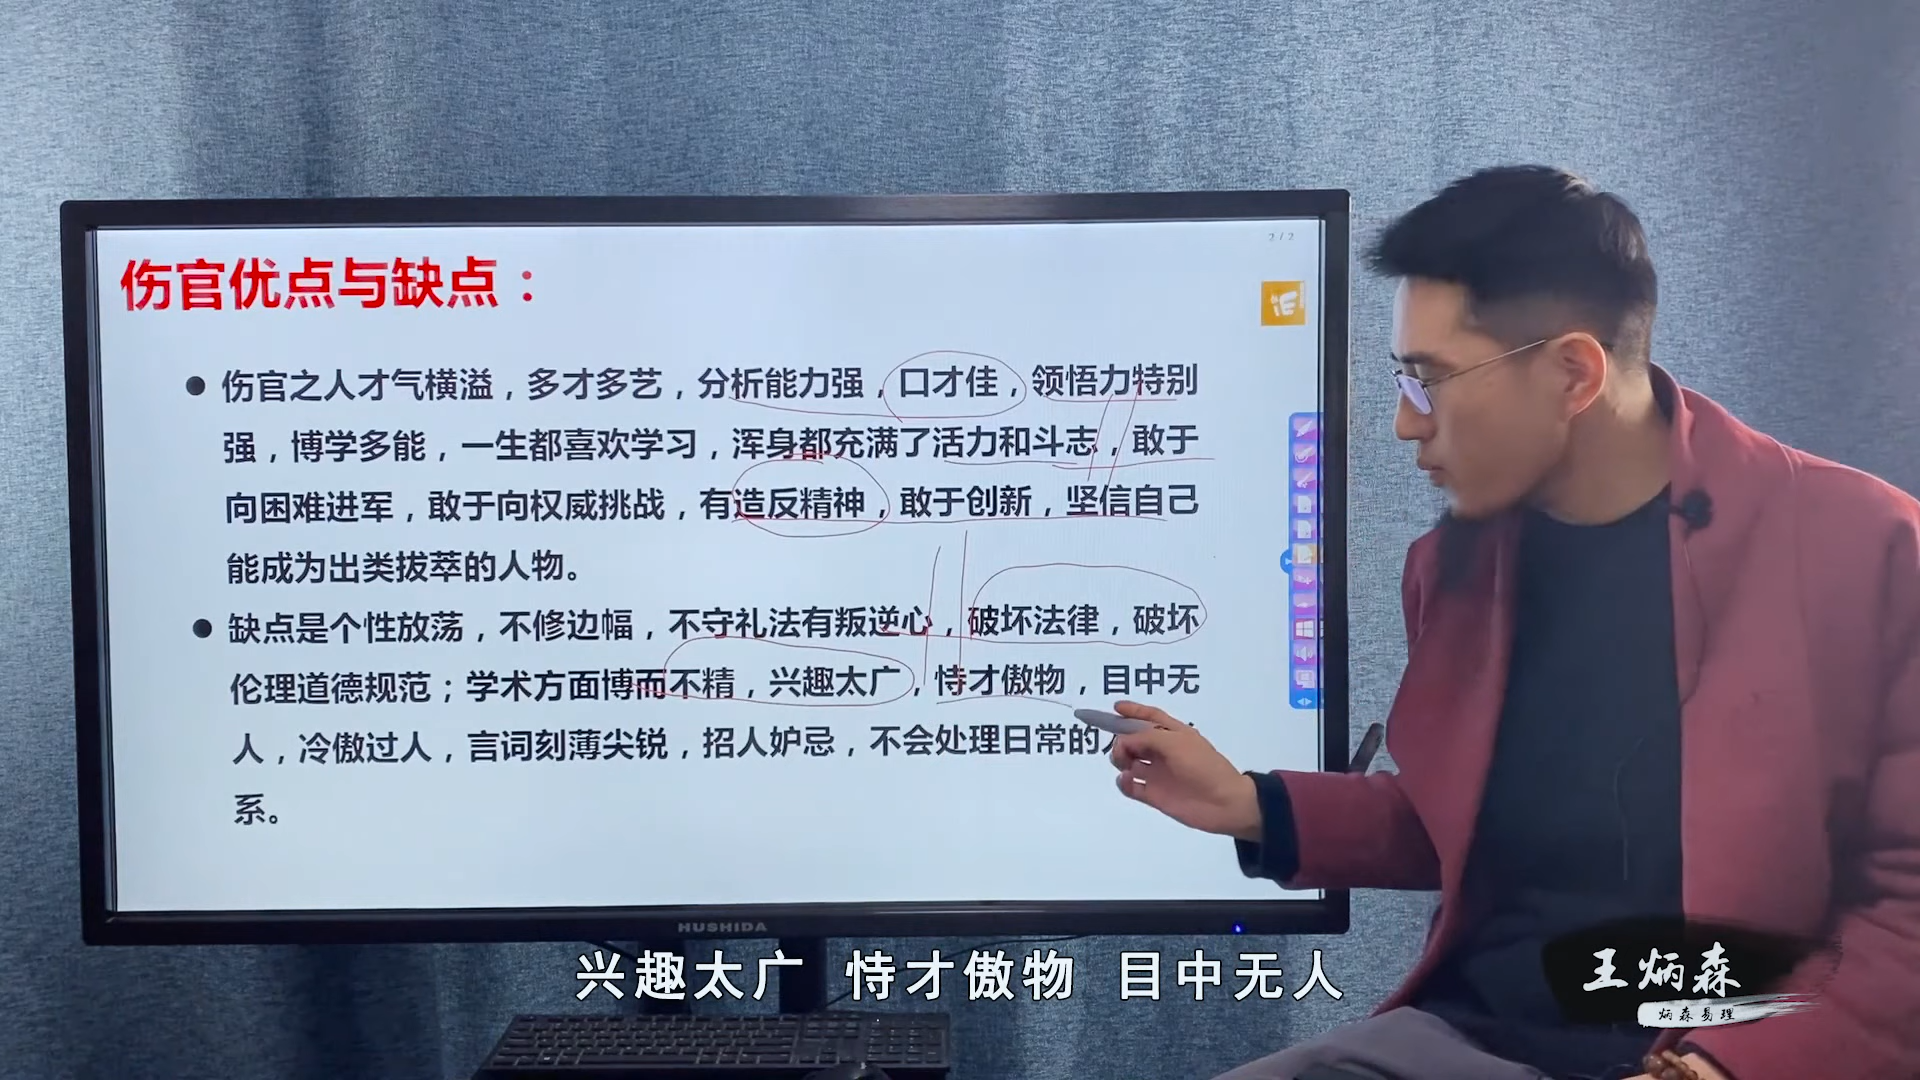 2/2
伤官优点与缺点：
● 伤官之人才气横溢，多才多艺，分析能力强，口才佳，领悟力特别
强，博学多能，一生都喜欢学习，浑身都充满了活力和斗志，敢于
向困难进军，敢于向权威挑战，有造反精神，敢于创新，坚信自己
能成为出类拔萃的人物。
● 缺点是个性放荡，不修边幅，不守礼法有叛逆心，破坏法律，破坏
伦理道德规范；学术方面博而不精，兴趣太广，恃才傲物，目中无
人，冷傲过人，言词刻薄尖锐，招人妒忌，不会处理日常的
系。
HUSHIDA
兴趣太广 恃才傲物 目中无人
王炳森
炳森易理